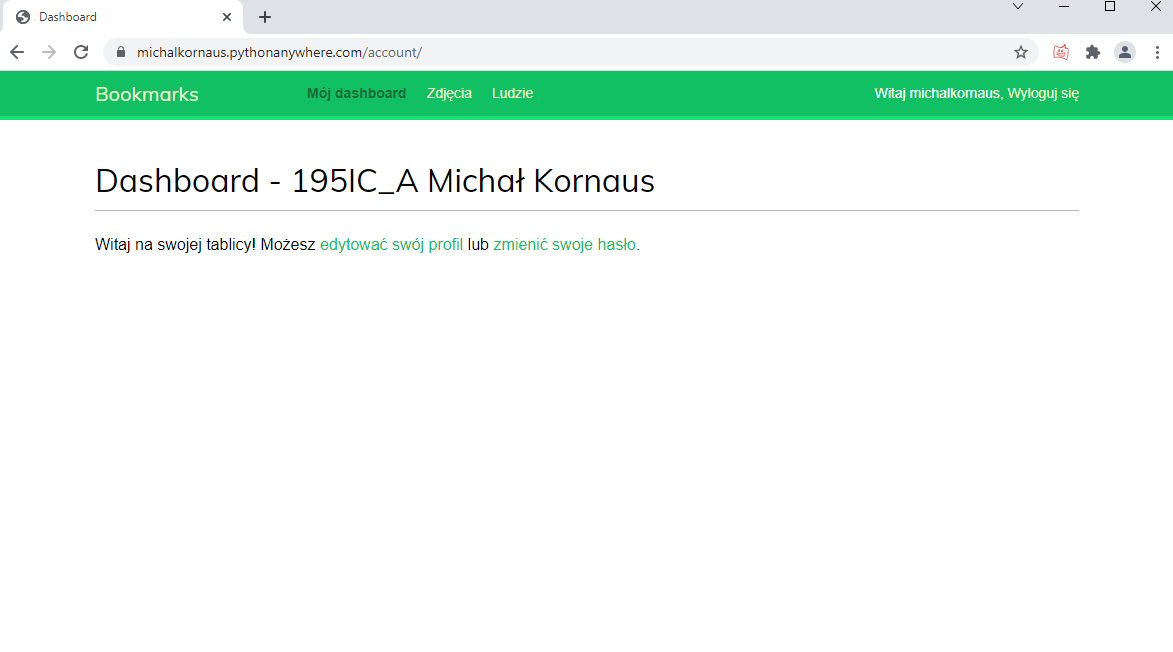 Dashboard
michalkornaus.pythonanywhere.com/account/
Bookmarks Mój dashboard Zdjęcia Ludzie Witaj michalkornaus, Wyloguj się
Dashboard - 195IC_A Michał Kornaus
Witaj na swojej tablicy! Możesz edytować swój profil lub zmienić swoje hasło.